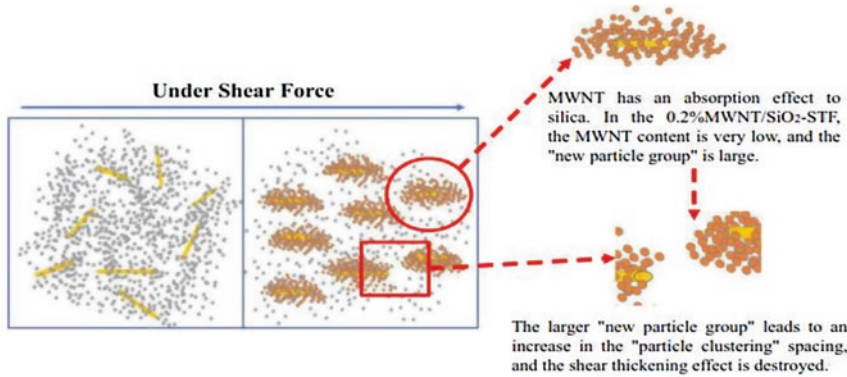 Under Shear Force
MWNT has an absorption effect to
silica. In the 0.2%MWNT/SiO₂-STF,
the MWNT content is very low, and the
"new particle group" is large.
The larger "new particle group" leads to an
increase in the "particle clustering" spacing,
and the shear thickening effect is destroyed.